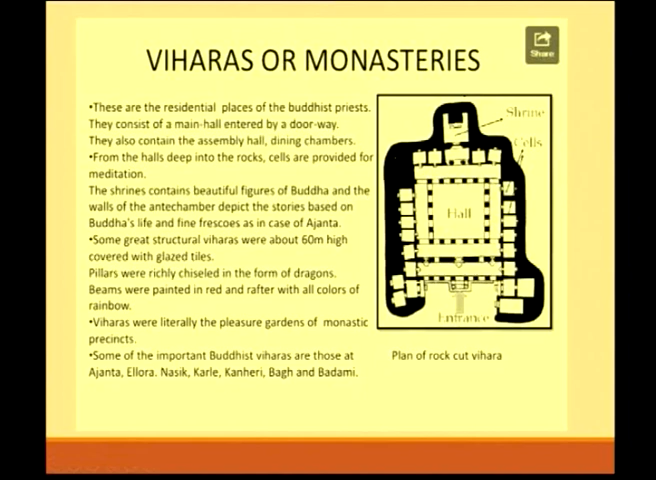 Share
VIHARAS OR MONASTERIES
•These are the residential places of the buddhist priests.
They consist of a main-hall entered by a door-way.
They also contain the assembly hall, dining chambers.
•From the halls deep into the rocks, cells are provided for
meditation.
The shrines contains beautiful figures of Buddha and the
walls of the antechamber depict the stories based on
Buddha's life and fine frescoes as in case of Ajanta.
•Some great structural viharas were about 60m high
covered with glazed tiles.
Pillars were richly chiseled in the form of dragons.
Beams were painted in red and rafter with all colors of
rainbow.
•Viharas were literally the pleasure gardens of monastic
precincts.
•Some of the important Buddhist viharas are those at
Ajanta, Ellora. Nasik, Karle, Kanheri, Bagh and Badami.
Shrine
Cells
Hall
Entrance
Plan of rock cut vihara